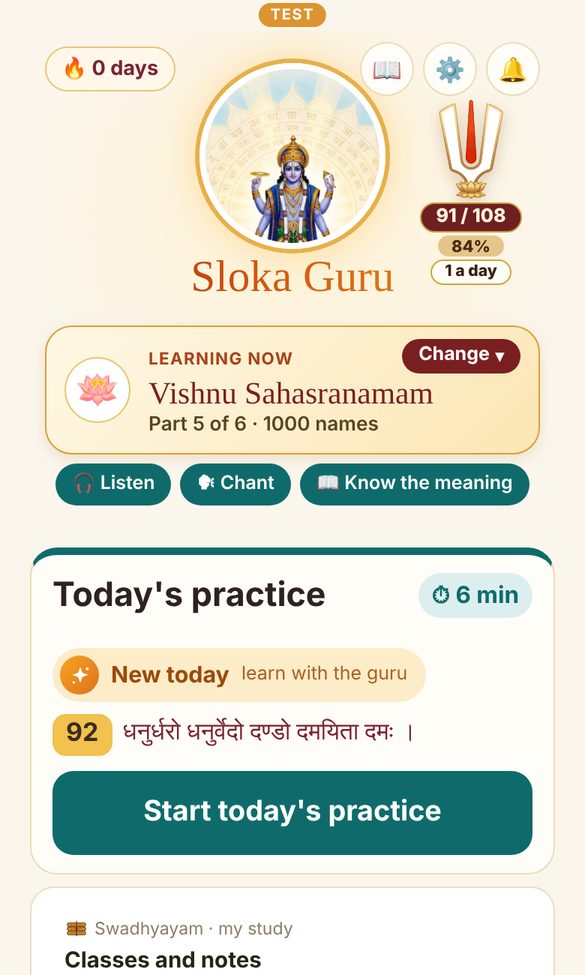 TEST
🔥 0 days
Sloka Guru
91 / 108
84%
1 a day
LEARNING NOW
Change ▾
Vishnu Sahasranamam
Part 5 of 6 · 1000 names
Listen
Chant
Know the meaning
Today's practice
6 min
New today learn with the guru
92 धनुर्धरो धनुर्वेदो दण्डो दमयिता दमः ।
Start today's practice
Swadhyayam · my study
Classes and notes